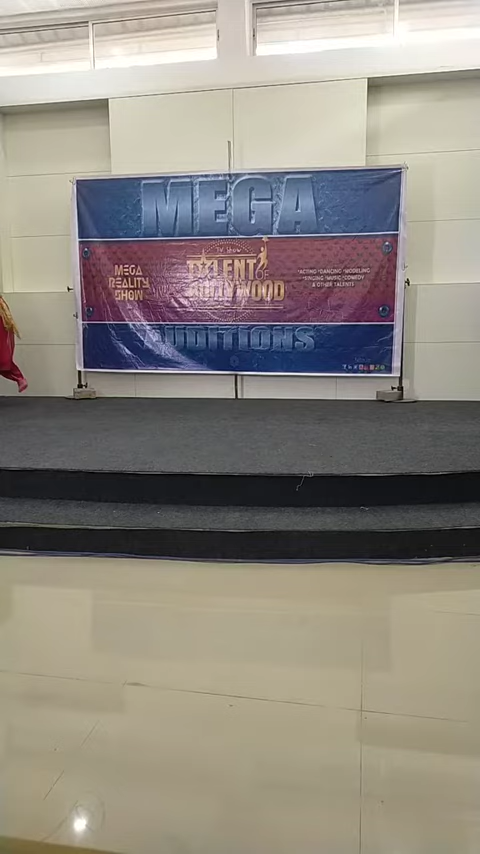 MEGA
TALENT
OF
MEGA
REALITY
SHOW
*ACTING *DANCING *MODELING
*SINGING *MUSIC *COMEDY
& OTHER TALENTS
AUDITIONS